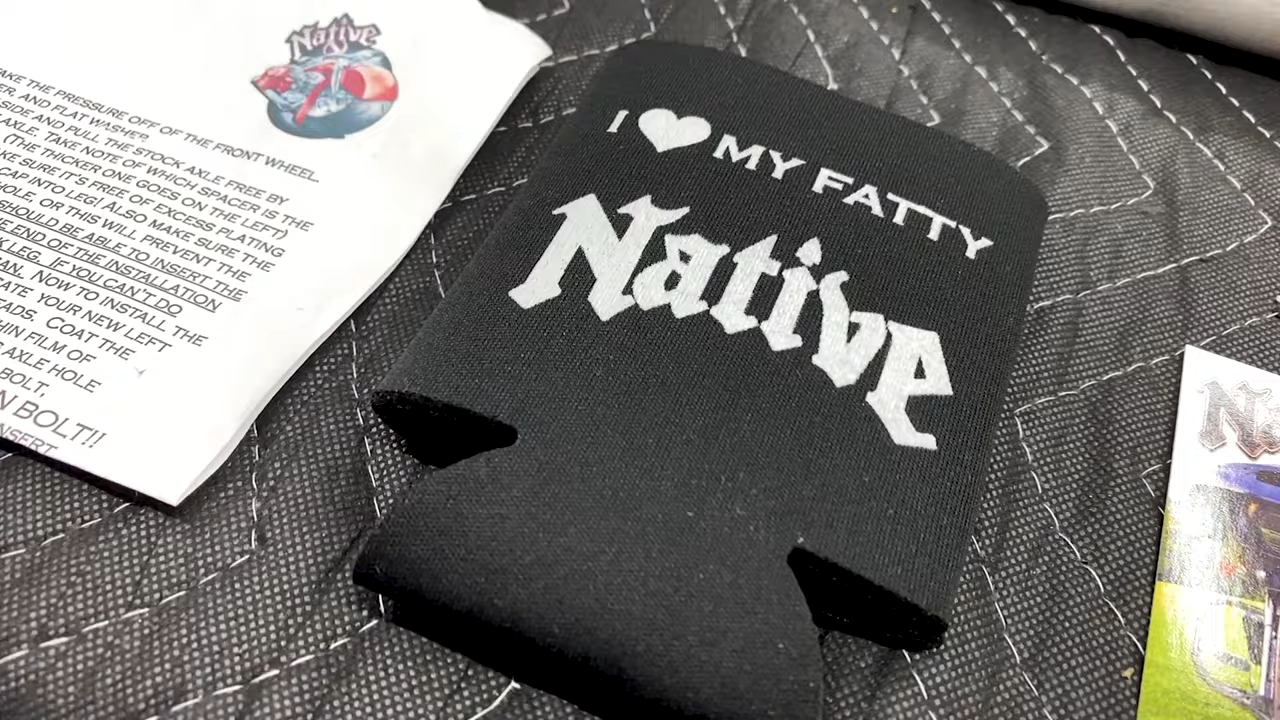 Native
TAKE THE PRESSURE OFF OF THE FRONT WHEEL
ER, AND FLAT WASHER.
SIDE AND PULL THE STOCK AXLE FREE BY
AXLE. TAKE NOTE OF WHICH SPACER IS THE
(THE THICKER ONE GOES ON THE LEFT)
KE SURE IT'S FREE OF EXCESS PLATING
CAP INTO LEG! ALSO MAKE SURE THE
HOLE, OR THIS WILL PREVENT THE
SHOULD BE ABLE TO INSERT THE
E END OF THE INSTALLATION
K LEG. IF YOU CAN'T DO
AN. NOW TO INSTALL THE
ATE YOUR NEW LEFT
EADS. COAT THE
HIN FILM OF
AXLE HOLE
BOLT,
N BOLT!!
INSERT
I ♥ MY FATTY
Native
Na